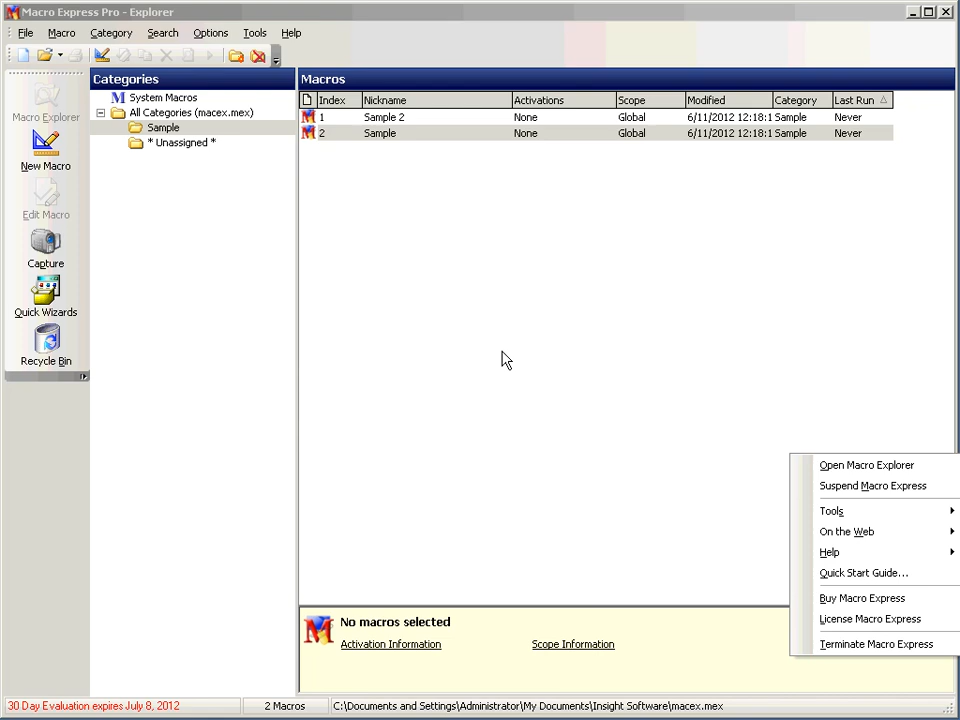 Macro Express Pro - Explorer
File Macro Category Search Options Tools Help
Macro Explorer
New Macro
Edit Macro
Capture
Quick Wizards
Recycle Bin
Categories
System Macros
All Categories (macex.mex)
Sample
* Unassigned *
Macros
Index Nickname Activations Scope Modified Category Last Run
1 Sample 2 None Global 6/11/2012 12:18:1 Sample Never
2 Sample None Global 6/11/2012 12:18:1 Sample Never
Open Macro Explorer
Suspend Macro Express
Tools
On the Web
Help
Quick Start Guide...
Buy Macro Express
License Macro Express
Terminate Macro Express
No macros selected
Activation Information Scope Information
30 Day Evaluation expires July 8, 2012 2 Macros C:\Documents and Settings\Administrator\My Documents\Insight Software\macex.mex